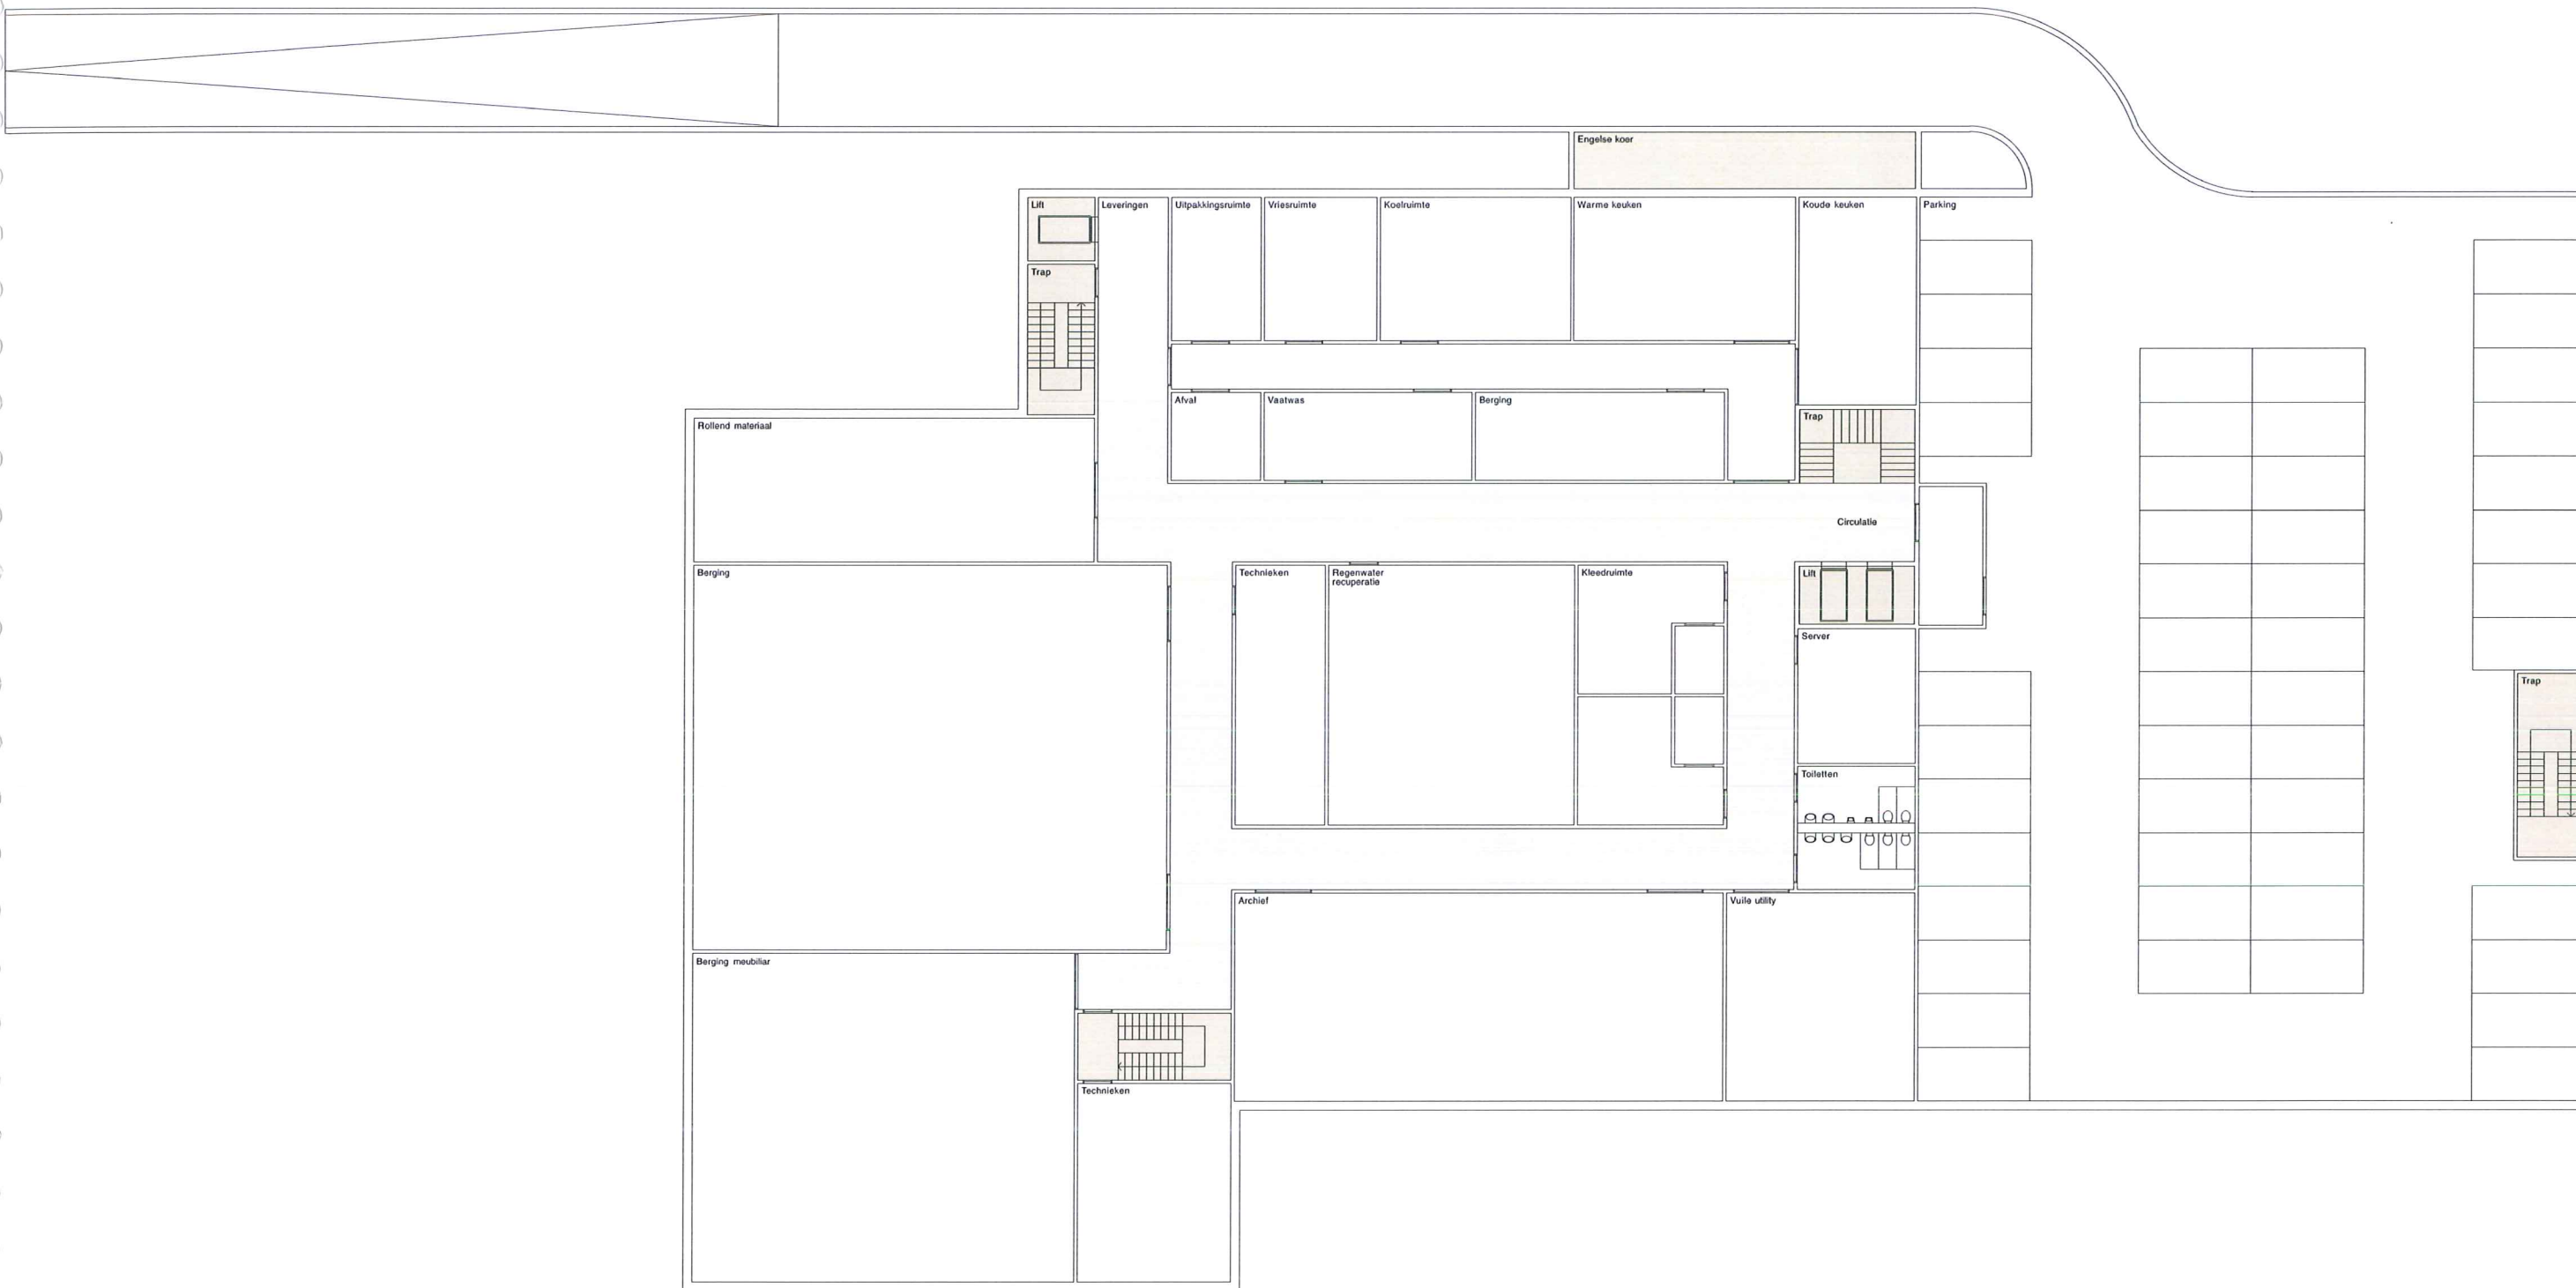 Engelse koer
Lift
Leveringen
Uitpakkingsruimte
Vriesruimte
Koelruimte
Warme keuken
Koude keuken
Parking
Trap
Afval
Vaatwas
Berging
Trap
Rollend materiaal
Circulatie
Berging
Technieken
Regenwater
recuperatie
Kleedruimte
Lift
Server
Trap
Toiletten
Archief
Vuile utility
Berging meubiliar
Technieken